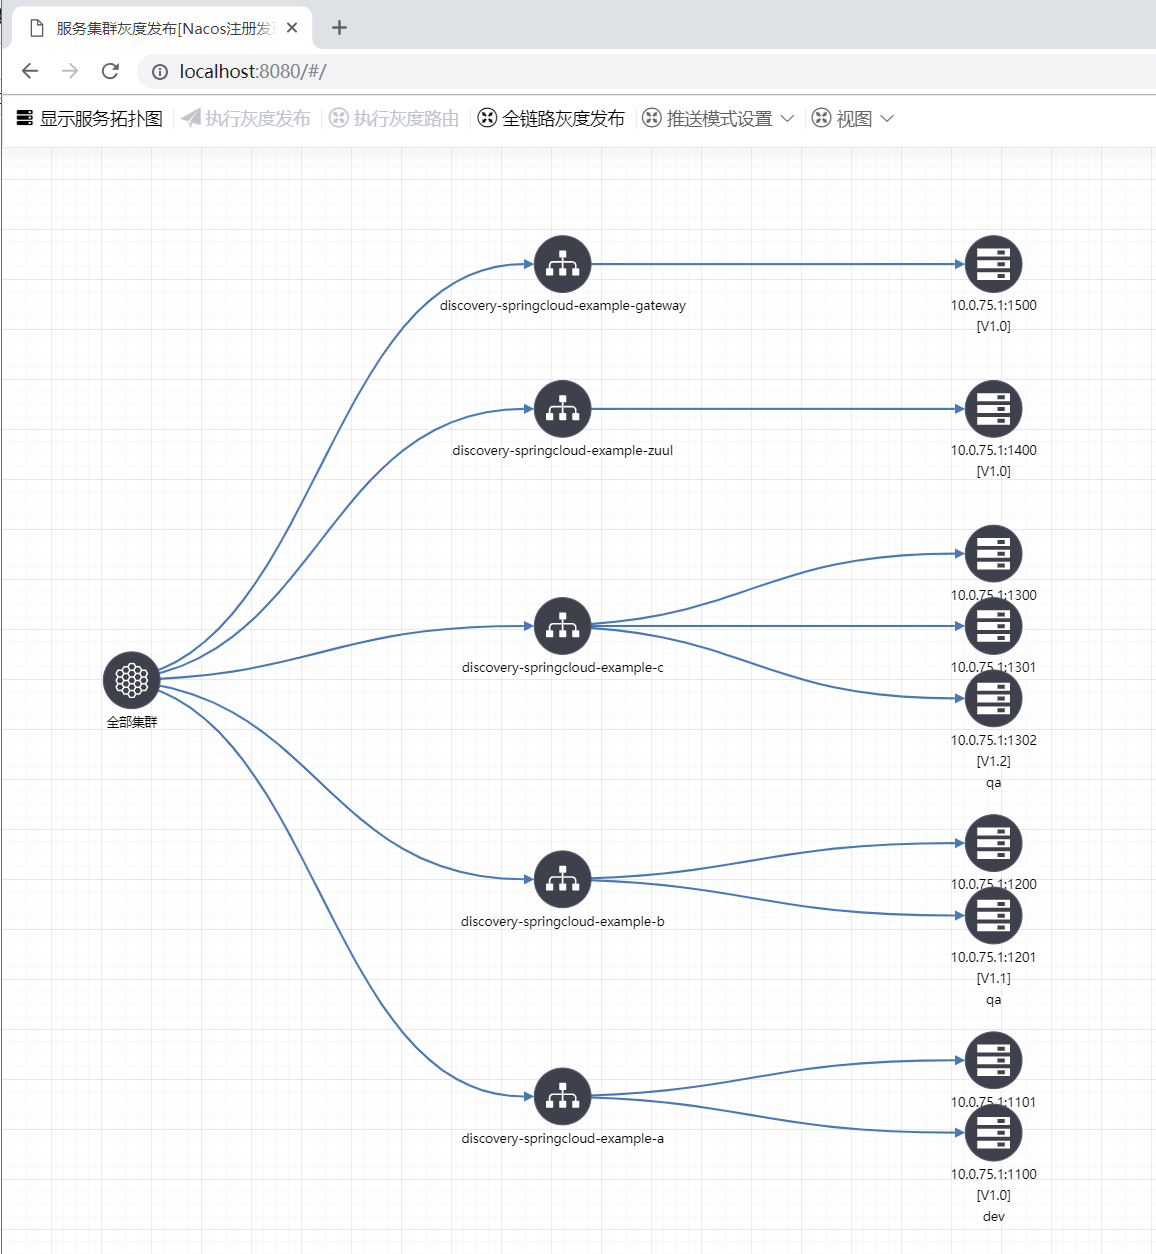 服务集群灰度发布[Nacos注册发
localhost:8080/#/
显示服务拓扑图 执行灰度发布 执行灰度路由 全链路灰度发布 推送模式设置 视图
discovery-springcloud-example-gateway
10.0.75.1:1500
[V1.0]
discovery-springcloud-example-zuul
10.0.75.1:1400
[V1.0]
10.0.75.1:1300
discovery-springcloud-example-c
10.0.75.1:1301
全部集群
10.0.75.1:1302
[V1.2]
qa
10.0.75.1:1200
discovery-springcloud-example-b
10.0.75.1:1201
[V1.1]
qa
10.0.75.1:1101
discovery-springcloud-example-a
10.0.75.1:1100
[V1.0]
dev